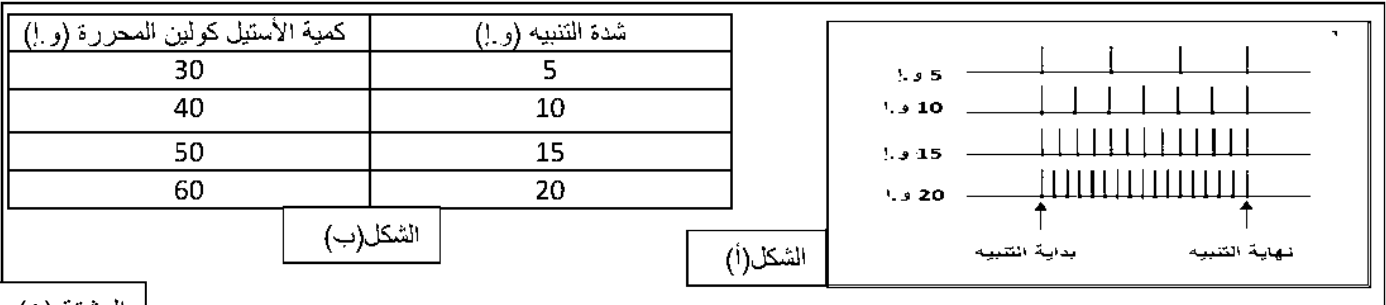 شدة التنبيه (و.إ) كمية الأستيل كولين المحررة (و.إ)
5 30
10 40
15 50
20 60
الشكل(ب)
5 و.إ
10 و.إ
15 و.إ
20 و.إ
بداية التنبيه نهاية التنبيه
الشكل(أ)